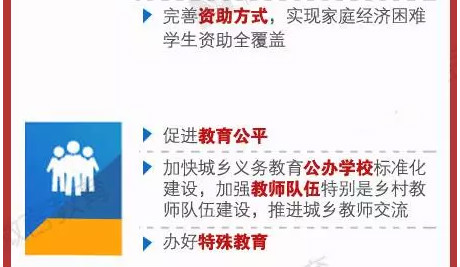 完善资助方式，实现家庭经济困难
学生资助全覆盖
促进教育公平
加快城乡义务教育公办学校标准化
建设，加强教师队伍特别是乡村教
师队伍建设，推进城乡教师交流
办好特殊教育